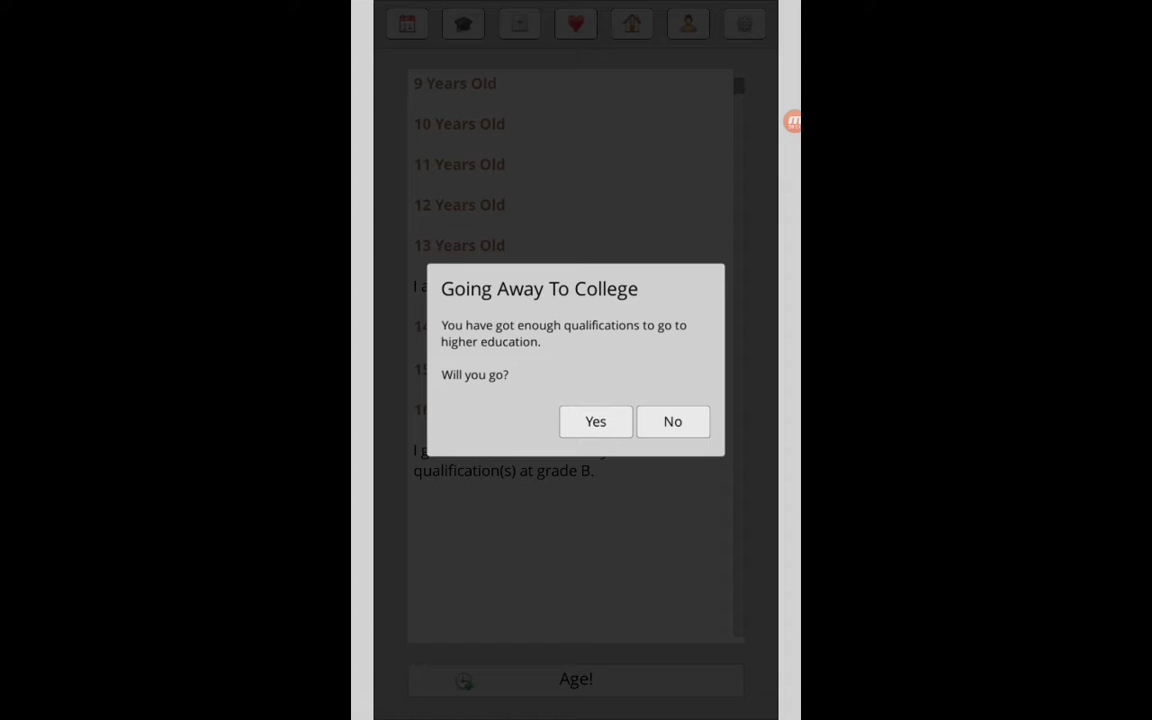 9 Years Old
10 Years Old
11 Years Old
12 Years Old
13 Years Old
Going Away To College
You have got enough qualifications to go to
higher education.
Will you go?
Yes No
qualification(s) at grade B.
Age!